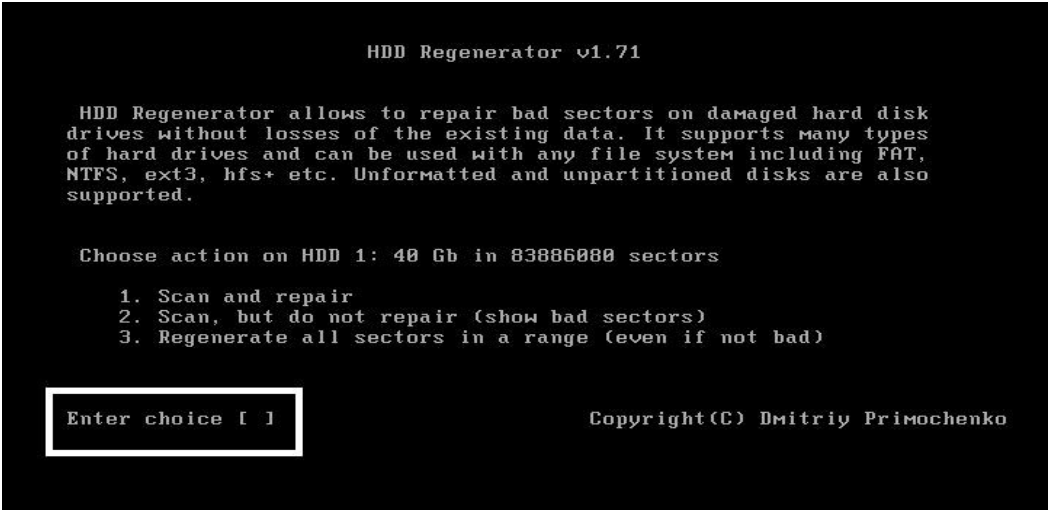 HDD Regenerator v1.71
HDD Regenerator allows to repair bad sectors on damaged hard disk
drives without losses of the existing data. It supports many types
of hard drives and can be used with any file system including FAT,
NTFS, ext3, hfs+ etc. Unformatted and unpartitioned disks are also
supported.
Choose action on HDD 1: 40 Gb in 83886080 sectors
1. Scan and repair
2. Scan, but do not repair (show bad sectors)
3. Regenerate all sectors in a range (even if not bad)
Enter choice [ ]
Copyright(C) Dmitriy Primochenko